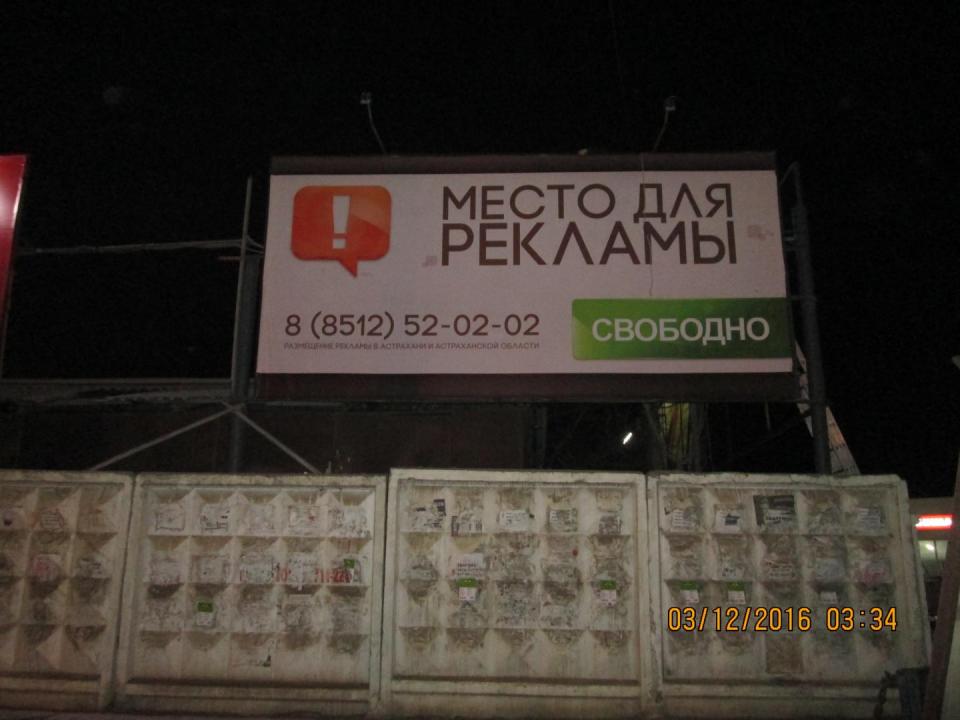 !
МЕСТО ДЛЯ
РЕКЛАМЫ
8 (8512) 52-02-02
РАЗМЕЩЕНИЕ РЕКЛАМЫ В АСТРАХАНИ И АСТРАХАНСКОЙ ОБЛАСТИ
СВОБОДНО
03/12/2016 03:34